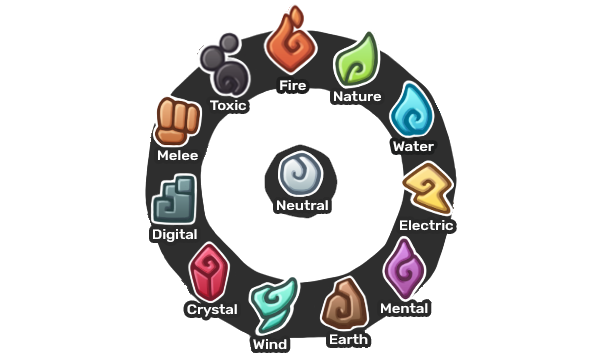 Fire
Toxic
Nature
Water
Melee
Neutral
Electric
Digital
Crystal
Mental
Wind
Earth